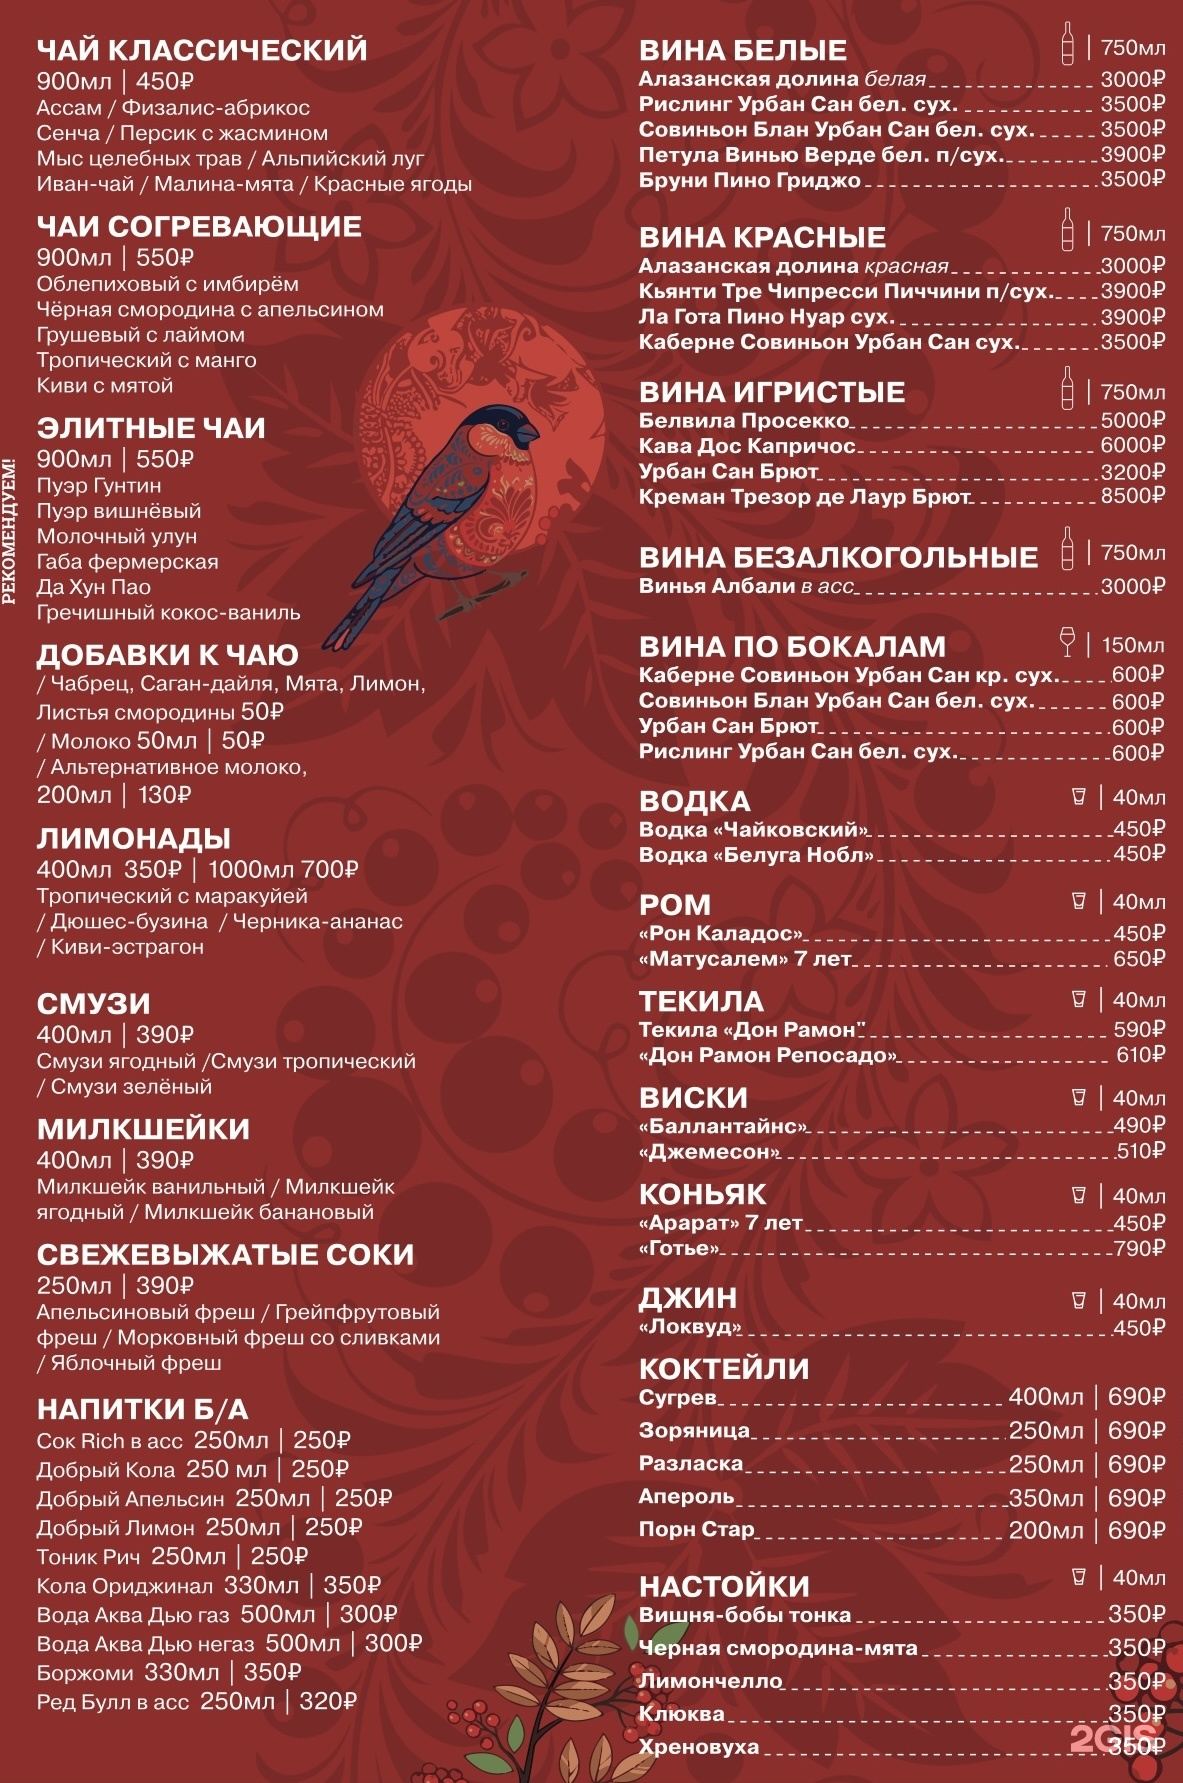 ЧАЙ КЛАССИЧЕСКИЙ
900мл | 450₽
Ассам / Физалис-абрикос
Сенча / Персик с жасмином
Мыс целебных трав / Альпийский луг
Иван-чай / Малина-мята / Красные ягоды
ЧАИ СОГРЕВАЮЩИЕ
900мл | 550₽
Облепиховый с имбирём
Чёрная смородина с апельсином
Грушевый с лаймом
Тропический с манго
Киви с мятой
РЕКОМЕНДУЕМ!
ЭЛИТНЫЕ ЧАИ
900мл | 550₽
Пуэр Гунтин
Пуэр вишнёвый
Молочный улун
Габа фермерская
Да Хун Пао
Гречишный кокос-ваниль
ДОБАВКИ К ЧАЮ
/ Чабрец, Саган-дайля, Мята, Лимон,
Листья смородины 50₽
/ Молоко 50мл | 50₽
/ Альтернативное молоко,
200мл | 130₽
ЛИМОНАДЫ
400мл 350₽ | 1000мл 700₽
Тропический с маракуйей
/ Дюшес-бузина / Черника-ананас
/ Киви-эстрагон
СМУЗИ
400мл | 390₽
Смузи ягодный /Смузи тропический
/ Смузи зелёный
МИЛКШЕЙКИ
400мл | 390₽
Милкшейк ванильный / Милкшейк
ягодный / Милкшейк банановый
СВЕЖЕВЫЖАТЫЕ СОКИ
250мл | 390₽
Апельсиновый фреш / Грейпфрутовый
фреш / Морковный фреш со сливками
/ Яблочный фреш
НАПИТКИ Б/А
Сок Rich в асс 250мл | 250₽
Добрый Кола 250 мл | 250₽
Добрый Апельсин 250мл | 250₽
Добрый Лимон 250мл | 250₽
Тоник Рич 250мл | 250₽
Кола Ориджинал 330мл | 350₽
Вода Аква Дью газ 500мл | 300₽
Вода Аква Дью негаз 500мл | 300₽
Боржоми 330мл | 350₽
Ред Булл в асс 250мл | 320₽
ВИНА БЕЛЫЕ | 750мл
Алазанская долина белая 3000₽
Рислинг Урбан Сан бел. сух. 3500₽
Совиньон Блан Урбан Сан бел. сух. 3500₽
Петула Винью Верде бел. п/сух. 3900₽
Бруни Пино Гриджо 3500₽
ВИНА КРАСНЫЕ | 750мл
Алазанская долина красная 3000₽
Кьянти Тре Чипресси Пиччини п/сух. 3900₽
Ла Гота Пино Нуар сух. 3900₽
Каберне Совиньон Урбан Сан сух. 3500₽
ВИНА ИГРИСТЫЕ | 750мл
Белвила Просекко 5000₽
Кава Дос Капричос 6000₽
Урбан Сан Брют 3200₽
Креман Трезор де Лаур Брют 8500₽
ВИНА БЕЗАЛКОГОЛЬНЫЕ | 750мл
Винья Албали в асс 3000₽
ВИНА ПО БОКАЛАМ | 150мл
Каберне Совиньон Урбан Сан кр. сух. 600₽
Совиньон Блан Урбан Сан бел. сух. 600₽
Урбан Сан Брют 600₽
Рислинг Урбан Сан бел. сух. 600₽
ВОДКА | 40мл
Водка «Чайковский» 450₽
Водка «Белуга Нобл» 450₽
РОМ | 40мл
«Рон Каладос» 450₽
«Матусалем» 7 лет 650₽
ТЕКИЛА | 40мл
Текила «Дон Рамон" 590₽
«Дон Рамон Репосадо» 610₽
ВИСКИ | 40мл
«Баллантайнс» 490₽
«Джемесон» 510₽
КОНЬЯК | 40мл
«Арарат» 7 лет 450₽
«Готье» 790₽
ДЖИН | 40мл
«Локвуд» 450₽
КОКТЕЙЛИ
Сугрев 400мл | 690₽
Зоряница 250мл | 690₽
Разласка 250мл | 690₽
Апероль 350мл | 690₽
Порн Стар 200мл | 690₽
НАСТОЙКИ | 40мл
Вишня-бобы тонка 350₽
Черная смородина-мята 350₽
Лимончелло 350₽
Клюква 350₽
Хреновуха 350₽
2GIS